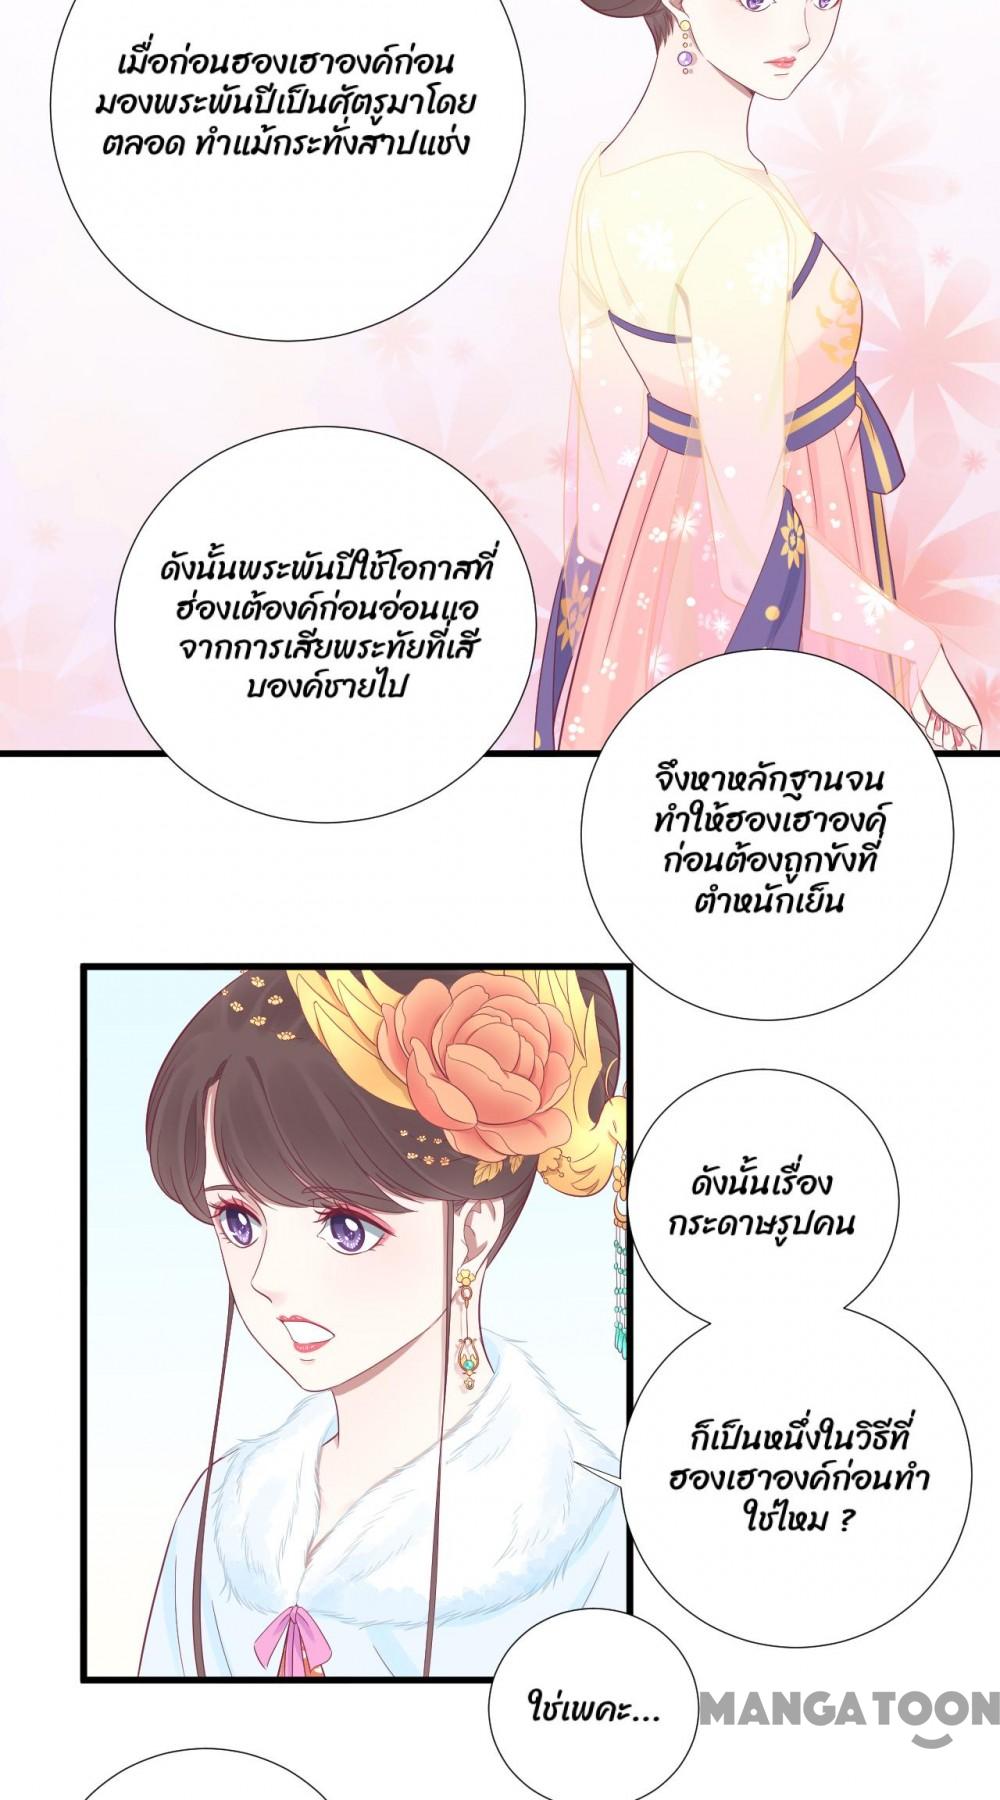 เมื่อก่อนฮองเฮาองค์ก่อน
มองพระพันปีเป็นศัตรูมาโดย
ตลอด ทำแม้กระทั่งสาปแช่ง
ดังนั้นพระพันปีใช้โอกาสที่
ฮ่องเต้องค์ก่อนอ่อนแอ
จากการเสียพระทัยที่เสี
บองค์ชายไป
จึงหาหลักฐานจน
ทำให้ฮองเฮาองค์
ก่อนต้องถูกขังที่
ตำหนักเย็น
ดังนั้นเรื่อง
กระดาษรูปคน
ก็เป็นหนึ่งในวิธีที่
ฮองเฮาองค์ก่อนทำ
ใช่ไหม ?
ใช่เพคะ...
MANGATOON